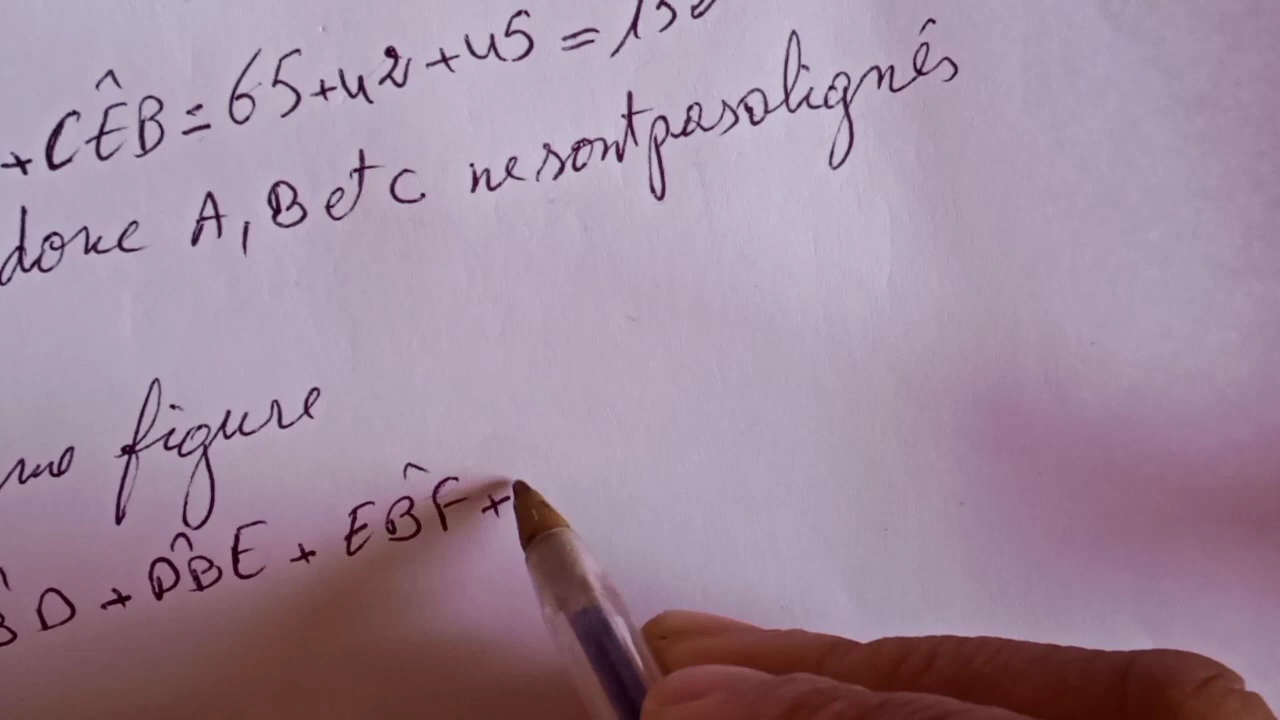 + CÊB = 65 + 42 + 45 = 15
donc A, B et C ne sont pas alignés
figure
D + DB̂E + EB̂F +